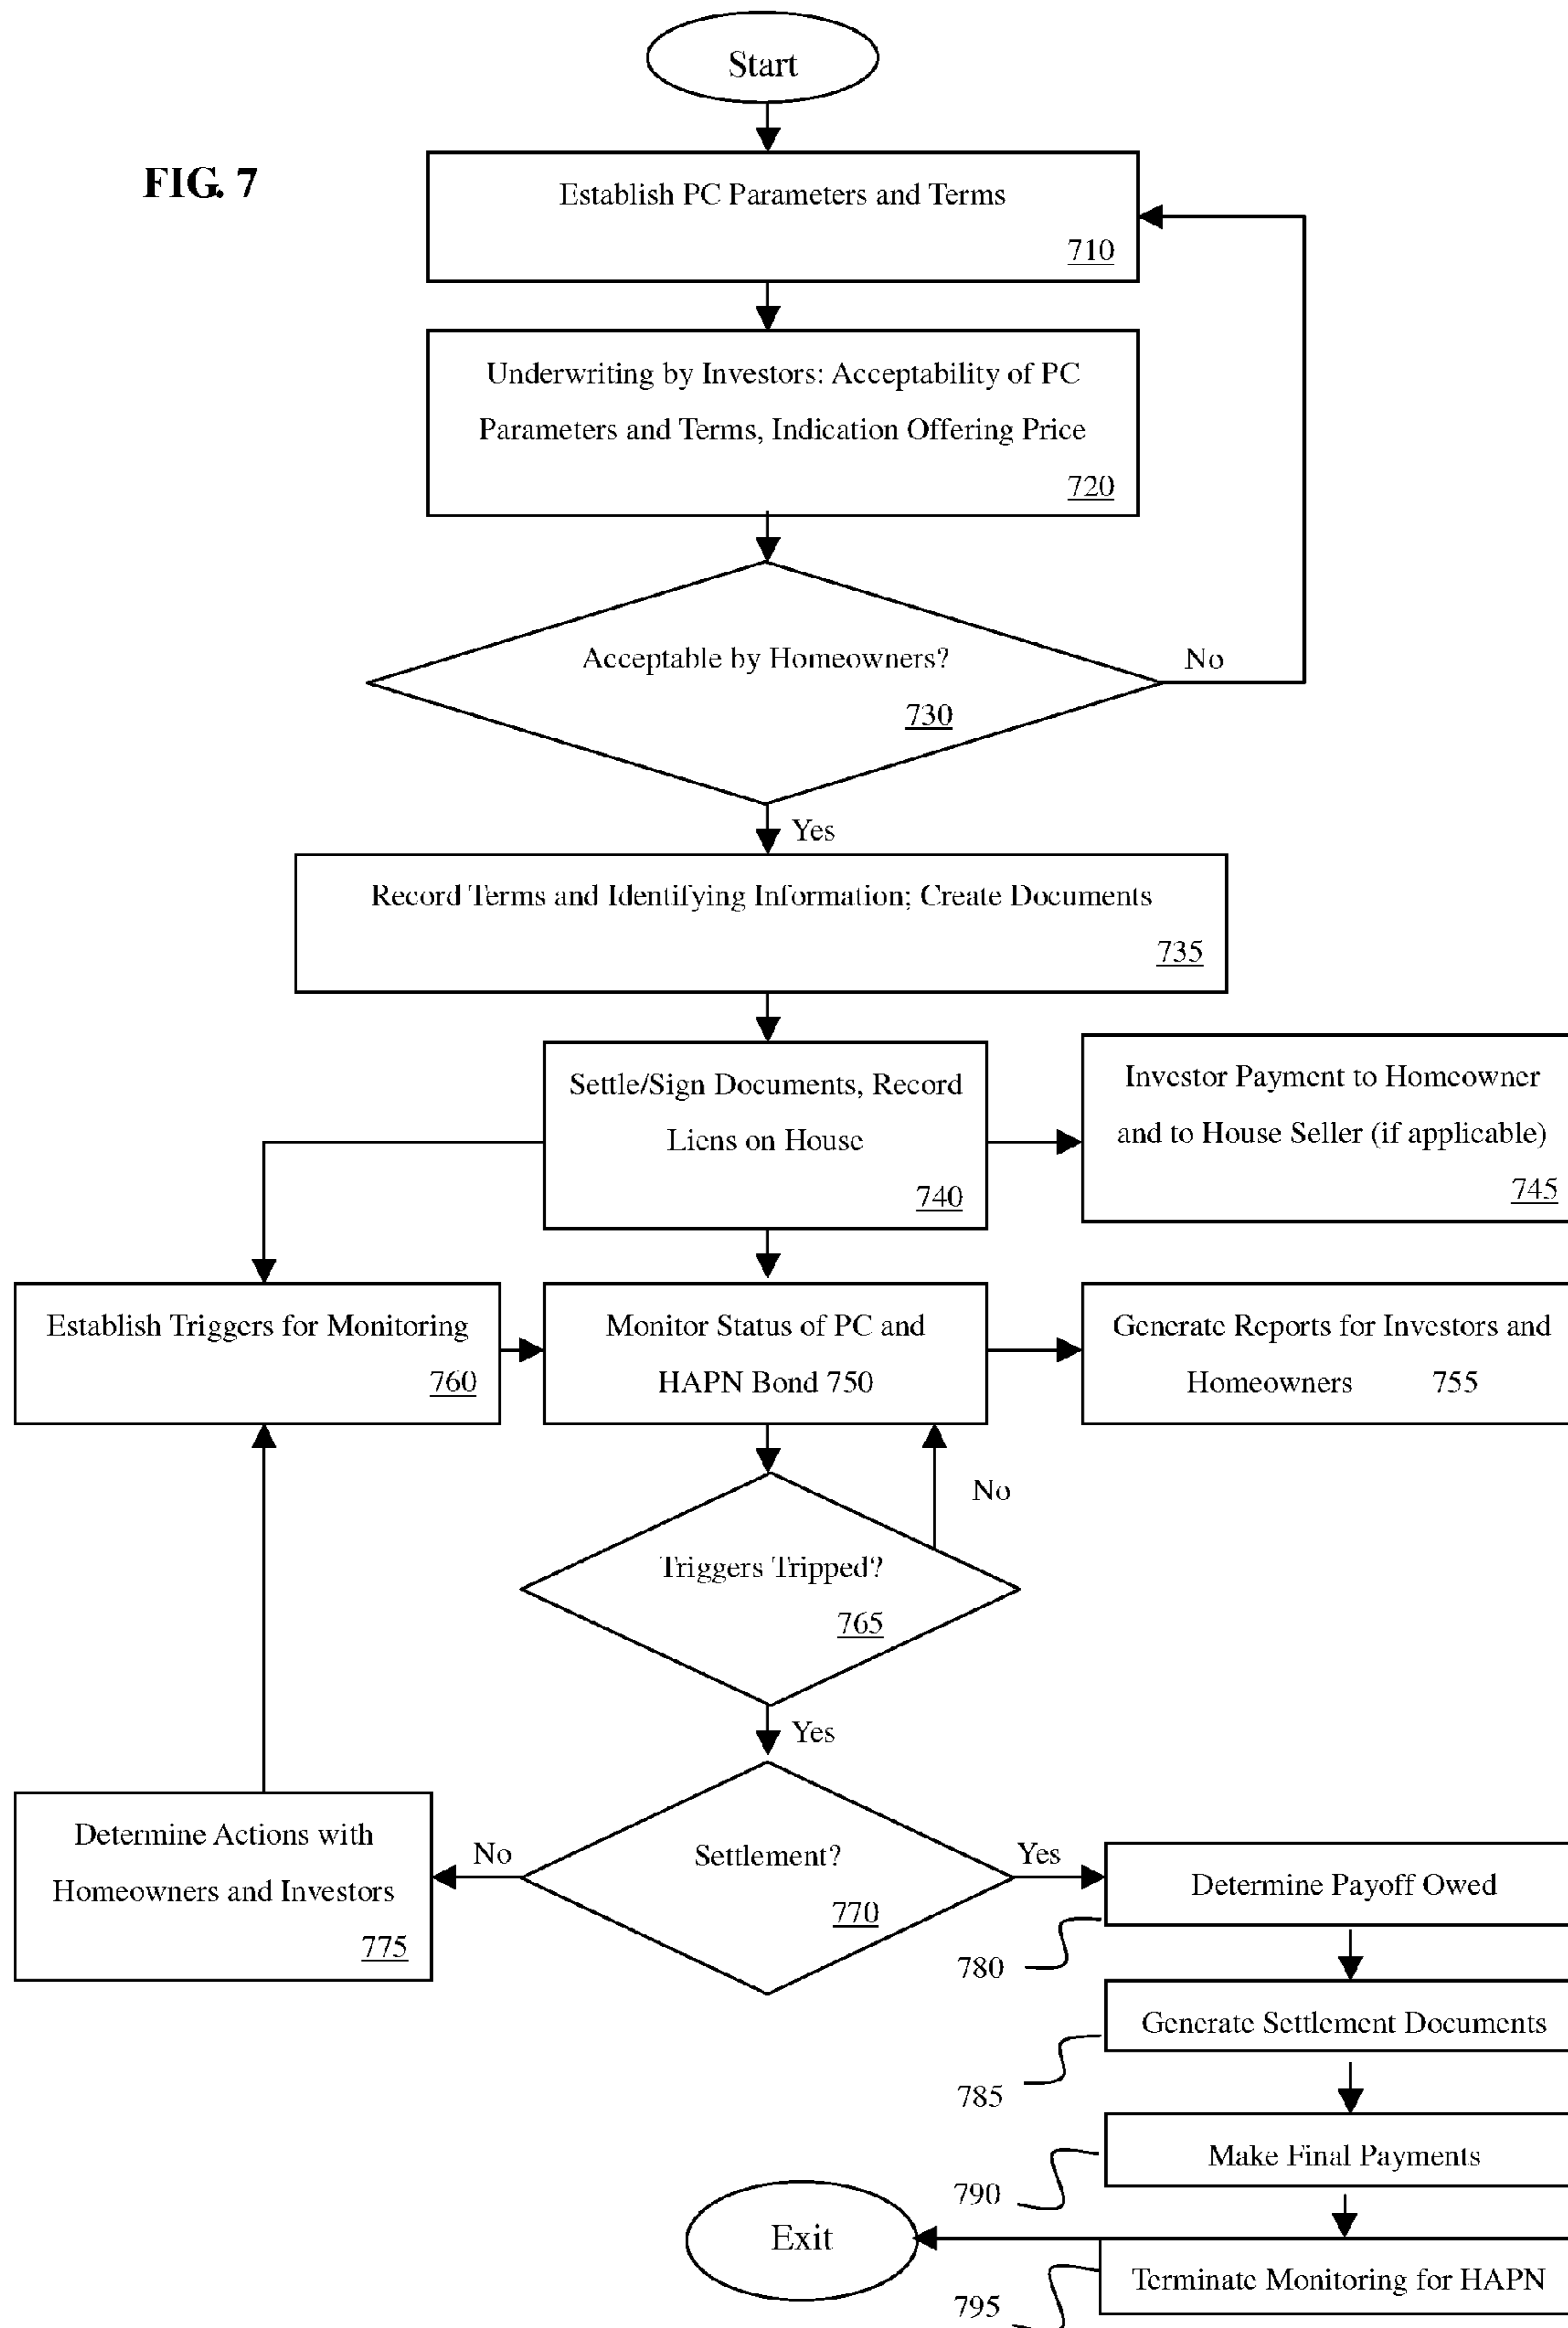 Start
FIG. 7
Establish PC Parameters and Terms
710
Underwriting by Investors: Acceptability of PC
Parameters and Terms, Indication Offering Price
720
Acceptable by Homeowners?
730
No
Yes
Record Terms and Identifying Information; Create Documents
735
Settle/Sign Documents, Record
Liens on House
740
Investor Payment to Homeowner
and to House Seller (if applicable)
745
Establish Triggers for Monitoring
760
Monitor Status of PC and
HAPN Bond 750
Generate Reports for Investors and
Homeowners 755
No
Triggers Tripped?
765
Yes
Determine Actions with
Homeowners and Investors
775
No
Settlement?
770
Yes
Determine Payoff Owed
780
Generate Settlement Documents
785
Make Final Payments
790
Exit
Terminate Monitoring for HAPN
795